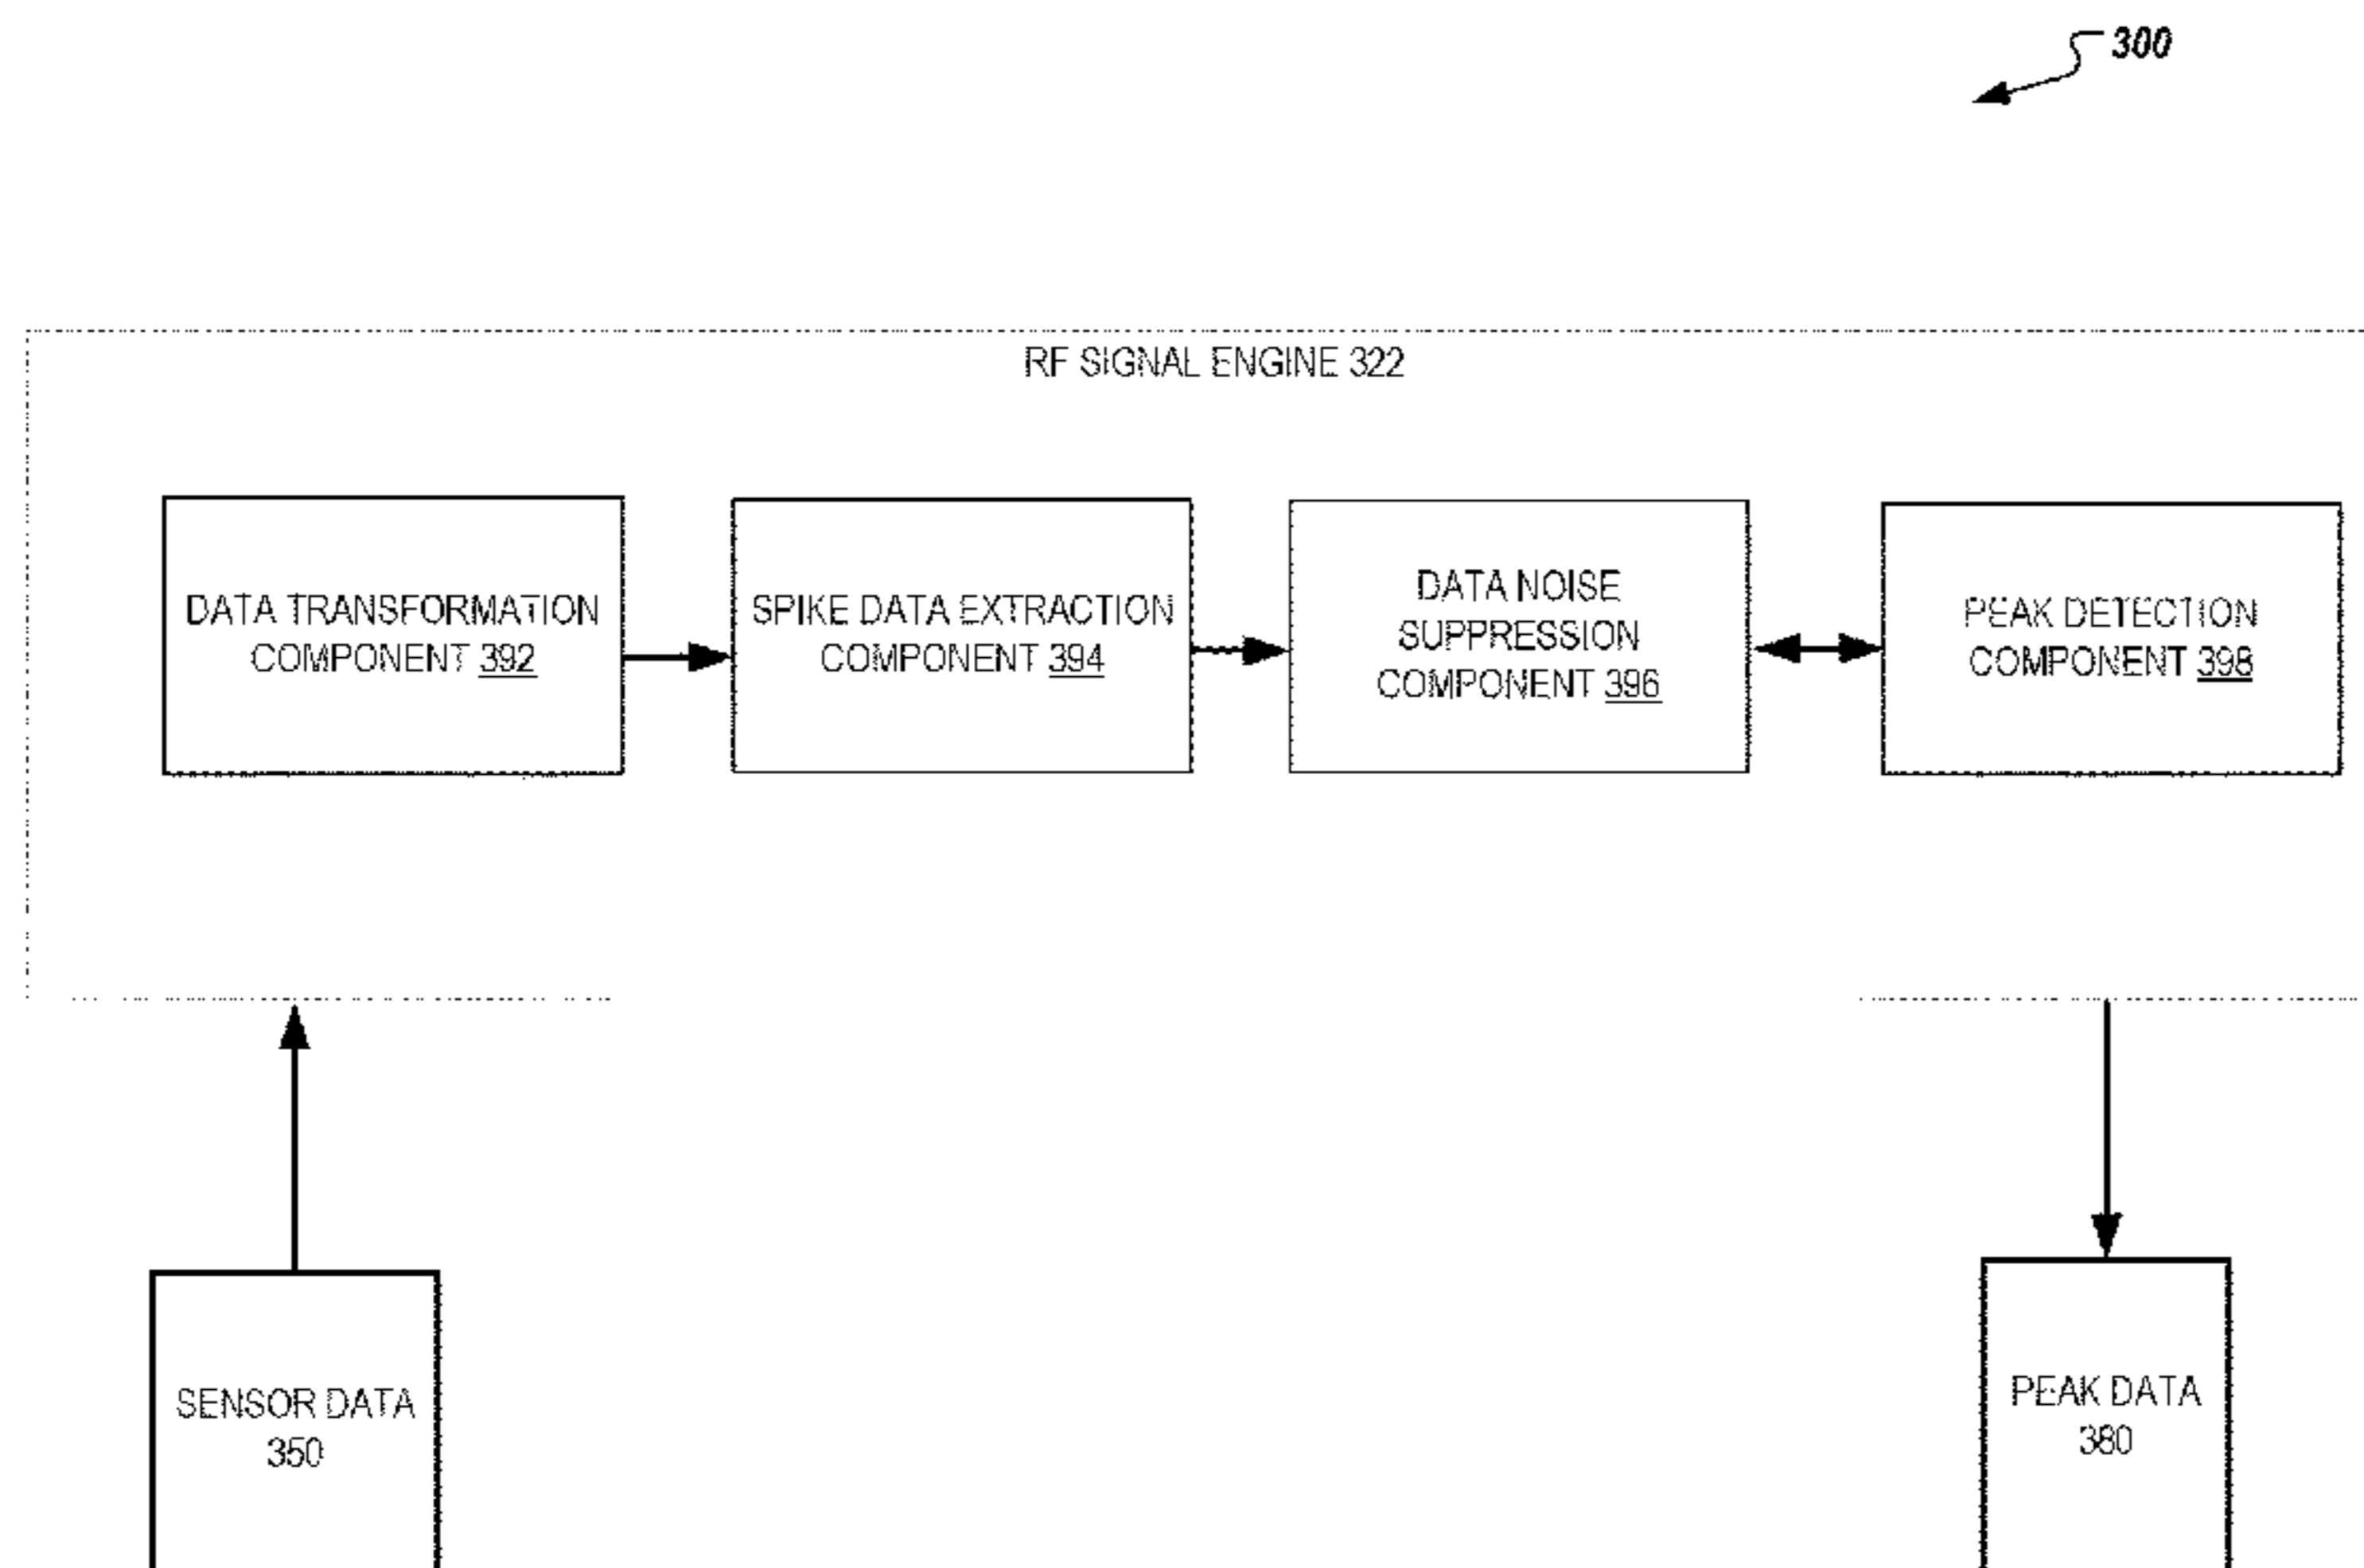 300
RF SIGNAL ENGINE 322
DATA TRANSFORMATION
COMPONENT 392
SPIKE DATA EXTRACTION
COMPONENT 394
DATA NOISE
SUPPRESSION
COMPONENT 396
PEAK DETECTION
COMPONENT 398
SENSOR DATA
350
PEAK DATA
380